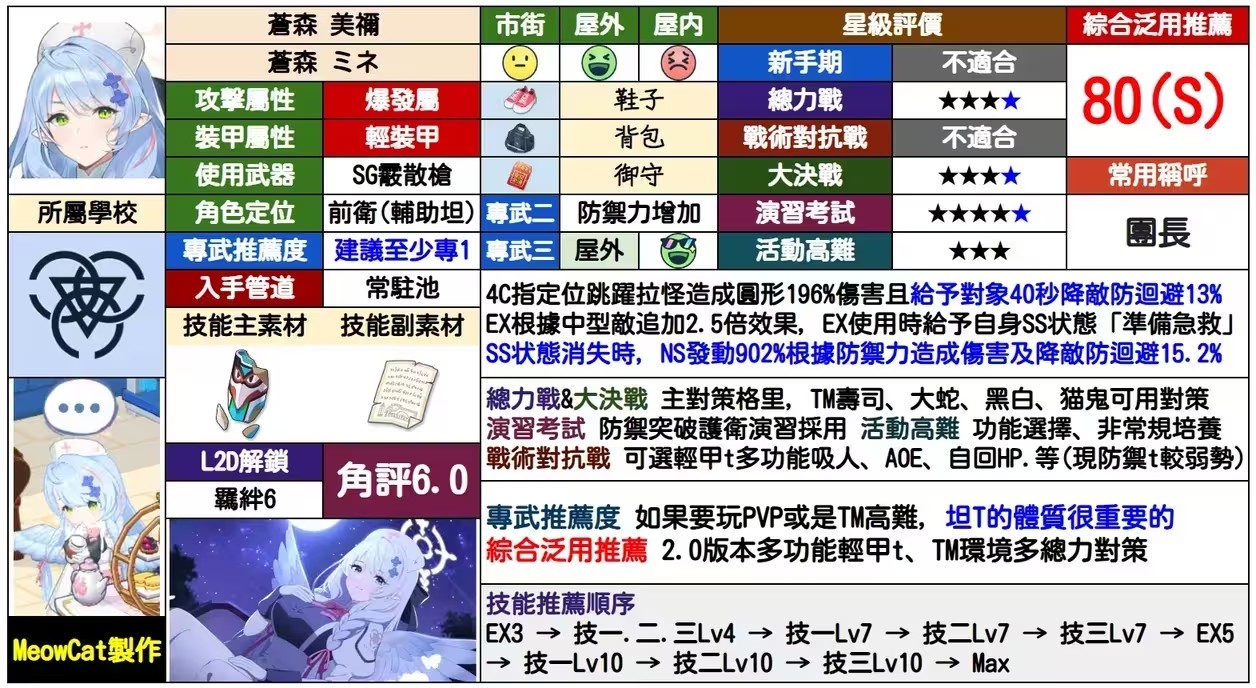 蒼森 美禰
蒼森 ミネ
攻擊屬性 爆發屬
裝甲屬性 輕裝甲
使用武器 SG霰散槍
所屬學校
角色定位 前衛(輔助坦)
專武推薦度 建議至少專1
入手管道 常駐池
技能主素材 技能副素材
L2D解鎖
羈絆6
角評6.0
MeowCat製作
市街 屋外 屋内
鞋子
背包
御守
專武二 防禦力增加
專武三 屋外
星級評價
新手期 不適合
總力戰 ★★★★
戰術對抗戰 不適合
大決戰 ★★★★
演習考試 ★★★★★
活動高難 ★★★
綜合泛用推薦
80(S)
常用稱呼
團長
4C指定位跳躍拉怪造成圓形196%傷害且給予對象40秒降敵防迴避13%
EX根據中型敵追加2.5倍效果, EX使用時給予自身SS状態「準備急救」
SS状態消失時, NS發動902%根據防禦力造成傷害及降敵防迴避15.2%
總力戰&大決戰 主對策格里, TM壽司、大蛇、黑白、猫鬼可用對策
演習考試 防禦突破護衛演習採用 活動高難 功能選擇、非常規培養
戰術對抗戰 可選輕甲t多功能吸人、AOE、自回HP.等(現防禦t較弱勢)
專武推薦度 如果要玩PVP或是TM高難, 坦T的體質很重要的
綜合泛用推薦 2.0版本多功能輕甲t、TM環境多總力對策
技能推薦順序
EX3 → 技一.二.三Lv4 → 技一Lv7 → 技二Lv7 → 技三Lv7 → EX5
→ 技一Lv10 → 技二Lv10 → 技三Lv10 → Max